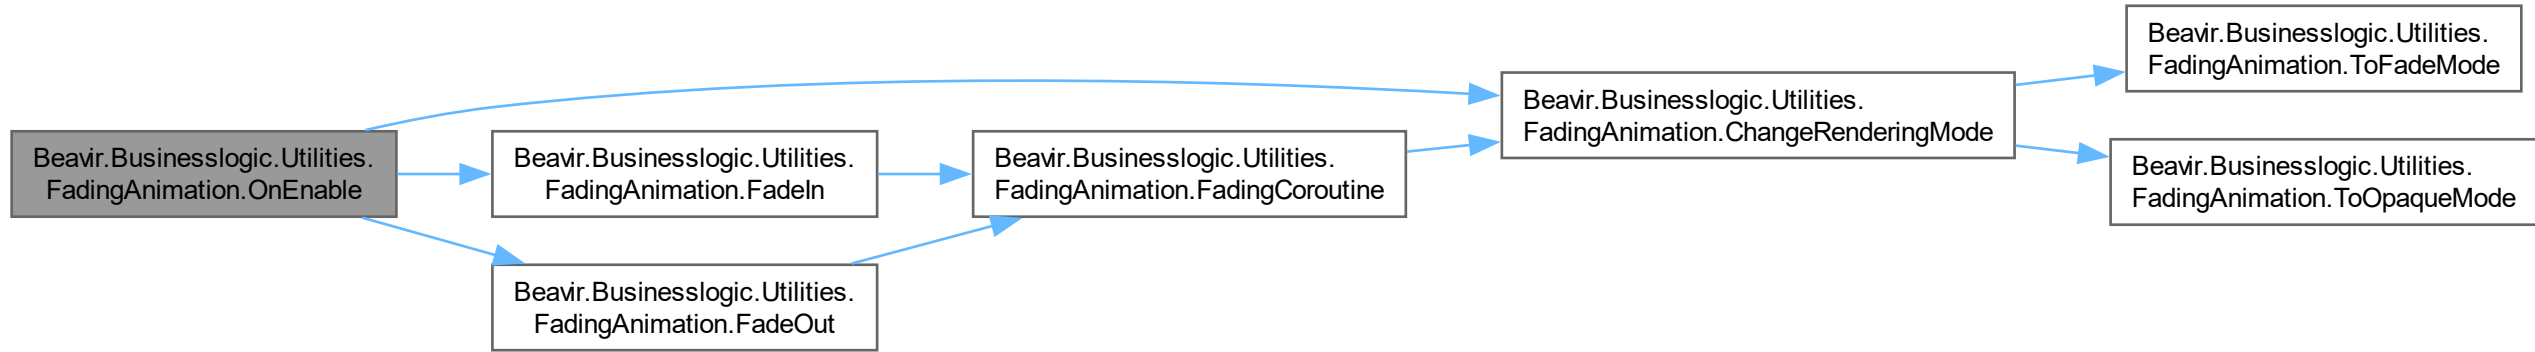 Beavir.Businesslogic.Utilities.
FadingAnimation.OnEnable
Beavir.Businesslogic.Utilities.
FadingAnimation.FadeIn
Beavir.Businesslogic.Utilities.
FadingAnimation.FadeOut
Beavir.Businesslogic.Utilities.
FadingAnimation.FadingCoroutine
Beavir.Businesslogic.Utilities.
FadingAnimation.ChangeRenderingMode
Beavir.Businesslogic.Utilities.
FadingAnimation.ToFadeMode
Beavir.Businesslogic.Utilities.
FadingAnimation.ToOpaqueMode